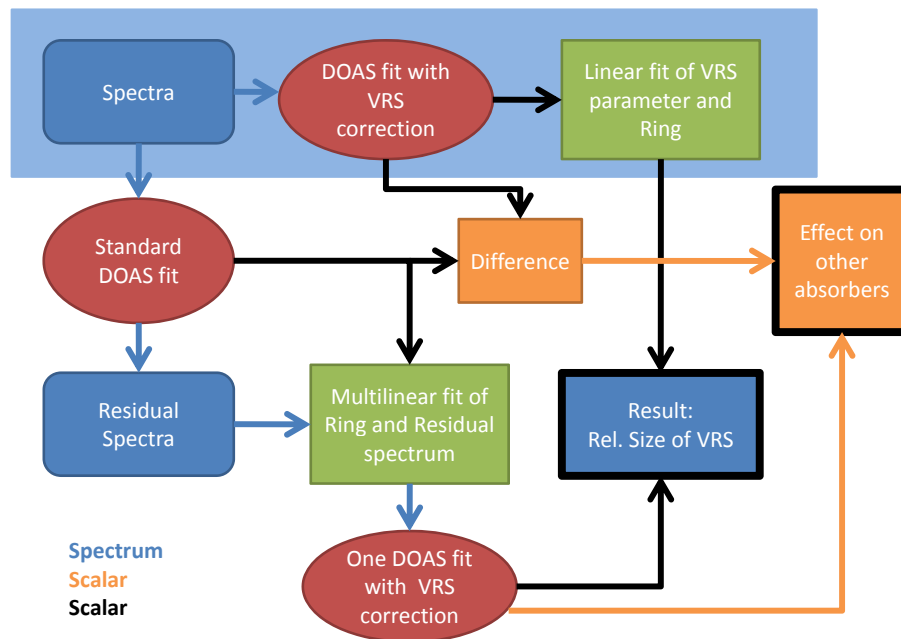 Spectra
DOAS fit with
VRS
correction
Linear fit of VRS
parameter and
Ring
Standard
DOAS fit
Difference
Effect on
other
absorbers
Residual
Spectra
Multilinear fit of
Ring and Residual
spectrum
Result:
Rel. Size of VRS
One DOAS fit
with VRS
correction
Spectrum
Scalar
Scalar